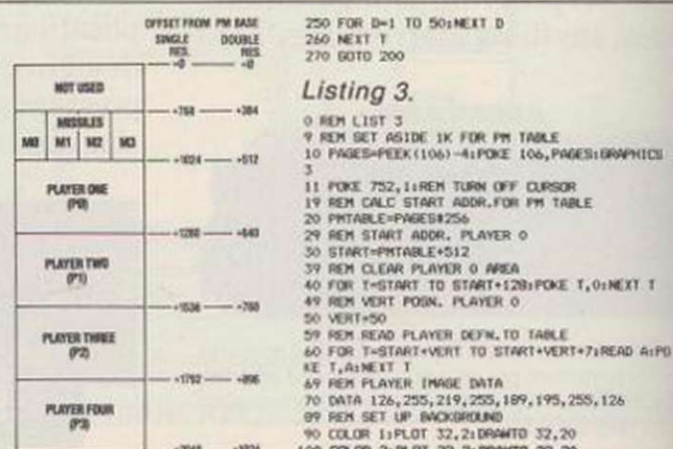 OFFSET FROM PM BASE
SINGLE RES. DOUBLE RES.
+0 +0
NOT USED
+768 +384
MISSILES
M0 M1 M2 M3
+1024 +512
PLAYER ONE
(P0)
+1280 +640
PLAYER TWO
(P1)
+1536 +768
PLAYER THREE
(P2)
+1792 +896
PLAYER FOUR
(P3)
250 FOR D=1 TO 50:NEXT D
260 NEXT T
270 GOTO 200
Listing 3.
0 REM LIST 3
9 REM SET ASIDE 1K FOR PM TABLE
10 PAGES=PEEK(106)-4:POKE 106,PAGES:GRAPHICS
3
11 POKE 752,1:REM TURN OFF CURSOR
19 REM CALC START ADDR.FOR PM TABLE
20 PMTABLE=PAGES*256
29 REM START ADDR. PLAYER 0
30 START=PMTABLE+512
39 REM CLEAR PLAYER 0 AREA
40 FOR T=START TO START+128:POKE T,0:NEXT T
49 REM VERT POSN. PLAYER 0
50 VERT=50
59 REM READ PLAYER DEFN.TO TABLE
60 FOR T=START+VERT TO START+VERT+7:READ A:PO
KE T,A:NEXT T
69 REM PLAYER IMAGE DATA
70 DATA 126,255,219,255,189,195,255,126
89 REM SET UP BACKGROUND
90 COLOR 1:PLOT 32,2:DRAWTO 32,20